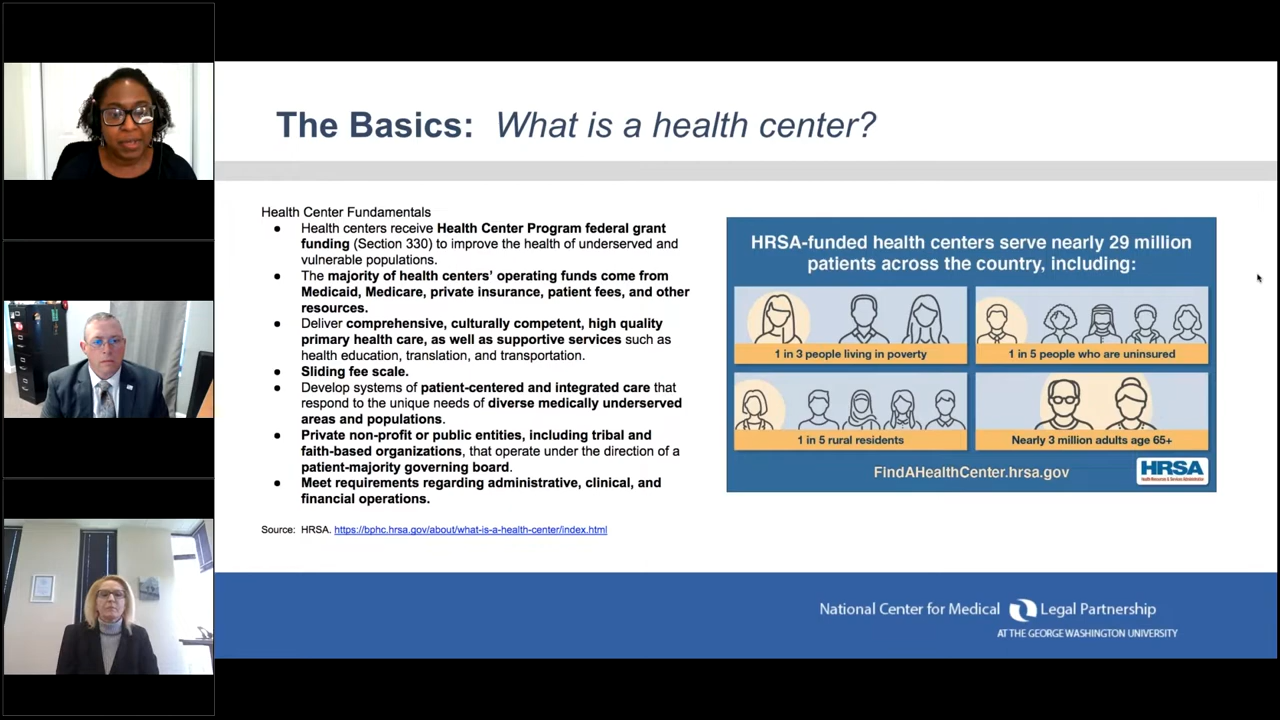 The Basics: What is a health center?
Health Center Fundamentals
● Health centers receive Health Center Program federal grant
funding (Section 330) to improve the health of underserved and
vulnerable populations.
● The majority of health centers' operating funds come from
Medicaid, Medicare, private insurance, patient fees, and other
resources.
● Deliver comprehensive, culturally competent, high quality
primary health care, as well as supportive services such as
health education, translation, and transportation.
● Sliding fee scale.
● Develop systems of patient-centered and integrated care that
respond to the unique needs of diverse medically underserved
areas and populations.
● Private non-profit or public entities, including tribal and
faith-based organizations, that operate under the direction of a
patient-majority governing board.
● Meet requirements regarding administrative, clinical, and
financial operations.
Source: HRSA. https://bphc.hrsa.gov/about/what-is-a-health-center/index.html
HRSA-funded health centers serve nearly 29 million
patients across the country, including:
1 in 3 people living in poverty
1 in 5 people who are uninsured
1 in 5 rural residents
Nearly 3 million adults age 65+
FindAHealthCenter.hrsa.gov
HRSA
Health Resources & Services Administration
National Center for Medical Legal Partnership
AT THE GEORGE WASHINGTON UNIVERSITY